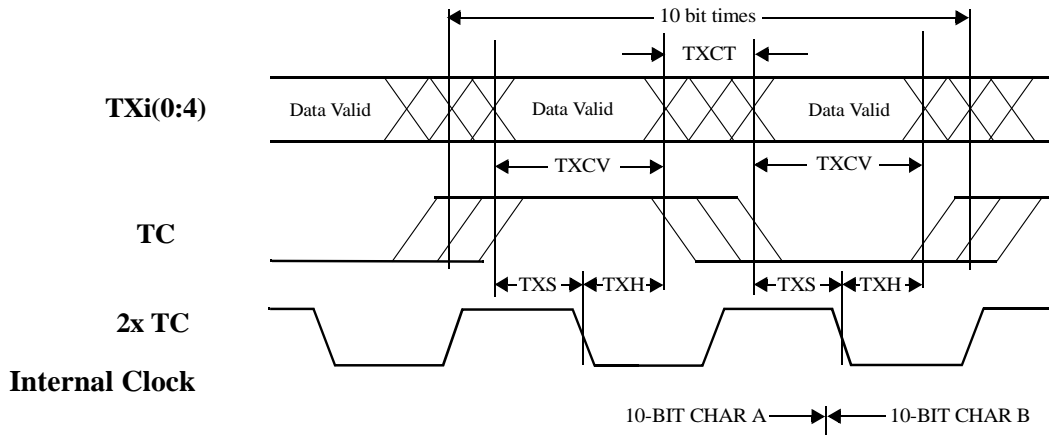 10 bit times
TXCT
TXi(0:4)
Data Valid
Data Valid
Data Valid
TXCV
TXCV
TC
TXS
TXH
TXS
TXH
2x TC
Internal Clock
10-BIT CHAR A
10-BIT CHAR B